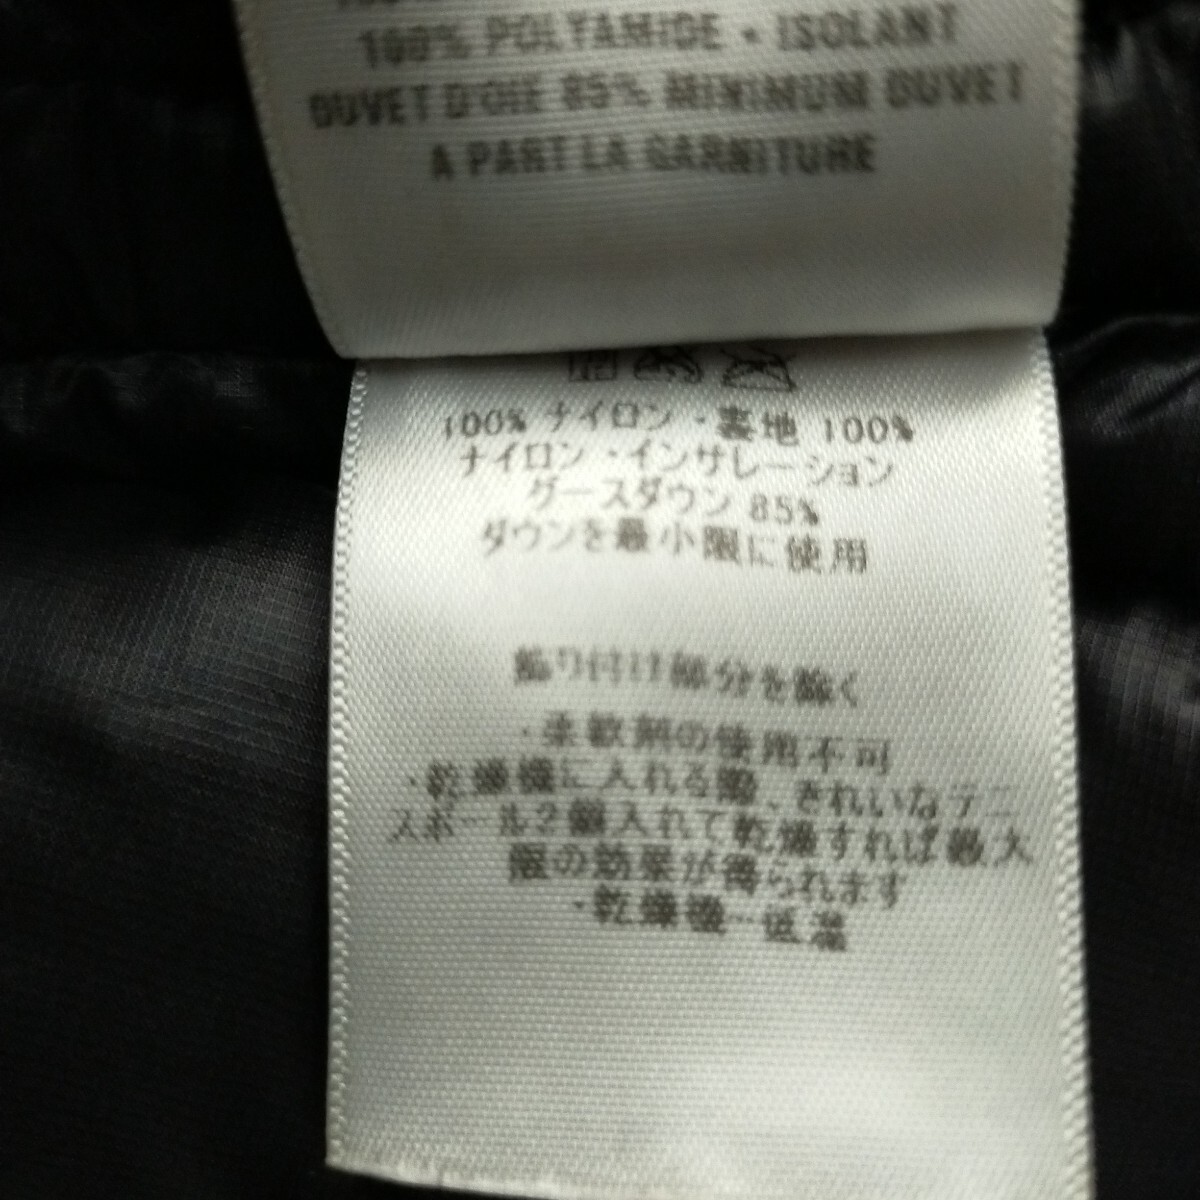 100% POLYAMIDE • ISOLANT
DUVET D'OIE 85% MINIMUM DUVET
A PART LA GARNITURE
100% ナイロン・裏地 100%
ナイロン・インサレーション
グースダウン 85%
ダウンを最小限に使用
飾り付け部分を除く
・柔軟剤の使用不可
・乾燥機に入れる際、きれいなテニ
スボール2個入れて乾燥すれば最大
限の効果が得られます
・乾燥機ー低温